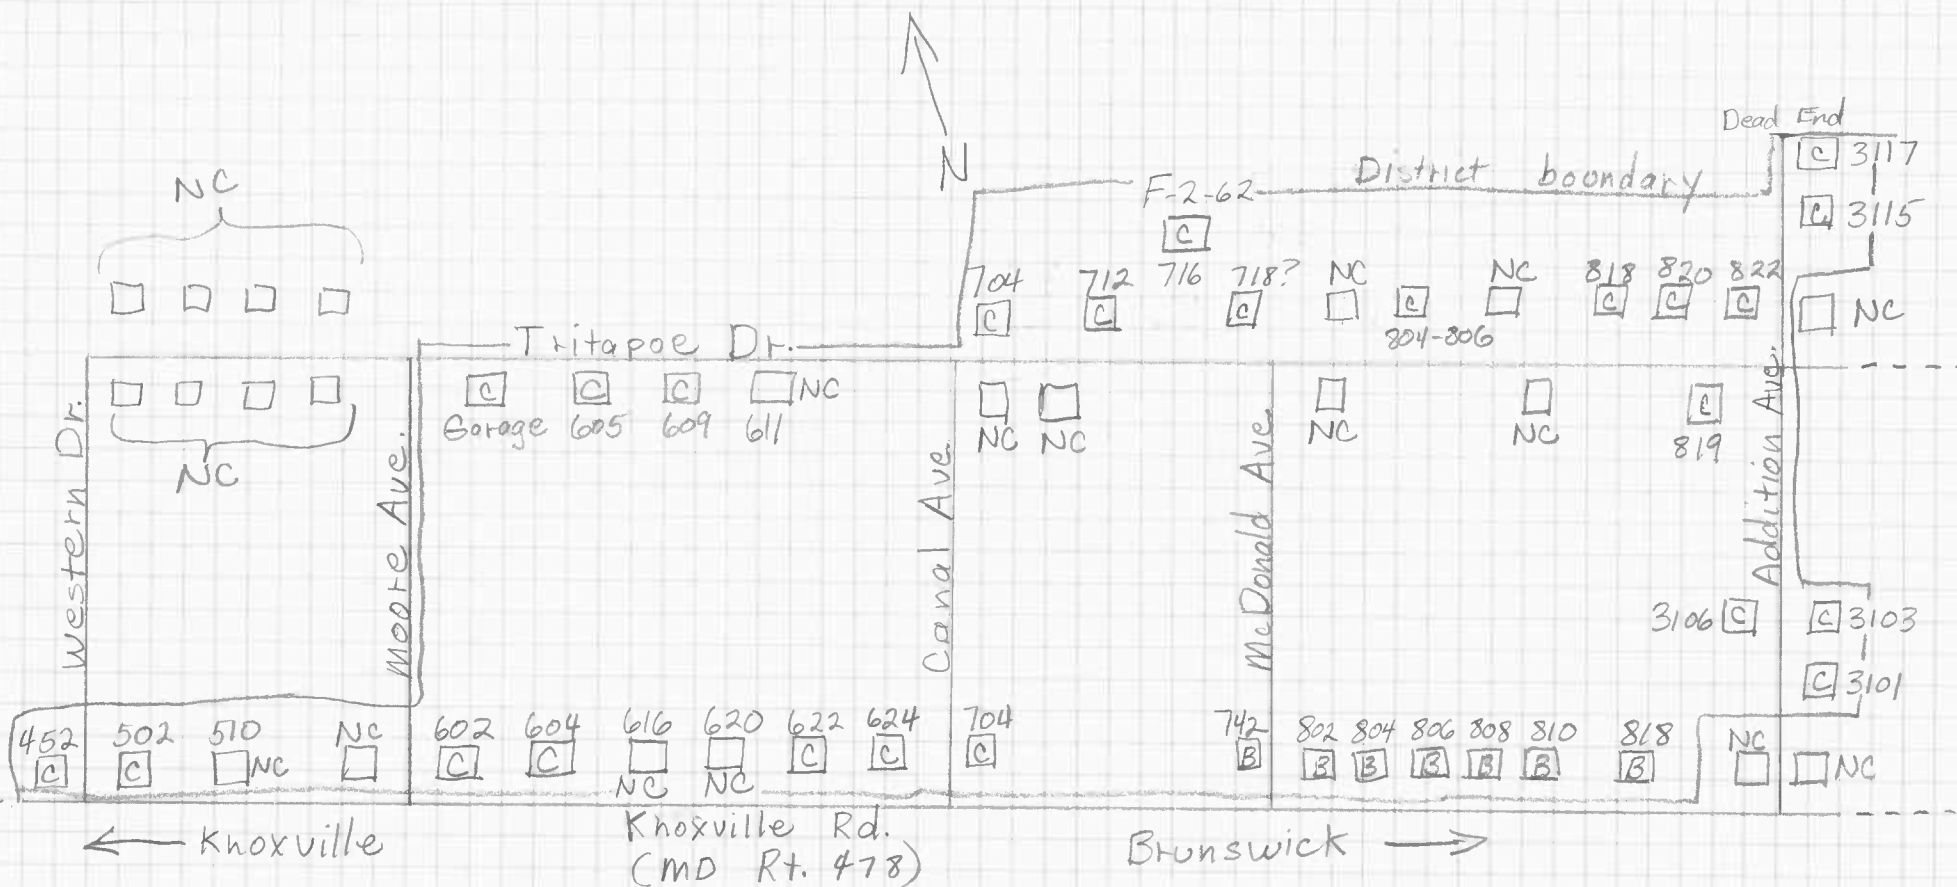 N
Dead End
C 3117
NC
F-2-62
District boundary
C
C 3115
704
712
716
718?
NC
NC
818
820
822
C
C
C
C
C
C
C
NC
804-806
Tritapoe Dr.
C
C
C
NC
Garage
605
609
611
NC
NC
NC
NC
C
819
NC
Western Dr.
Moore Ave.
Canal Ave.
McDonald Ave
Addition Ave.
3106 C
C 3103
C 3101
452
502
510
NC
602
604
616
620
622
624
704
742
802
804
806
808
810
818
NC
C
C
NC
C
C
C
C
C
B
B
B
B
B
B
B
NC
NC
NC
← Knoxville
Knoxville Rd.
(MD Rt. 478)
Brunswick →